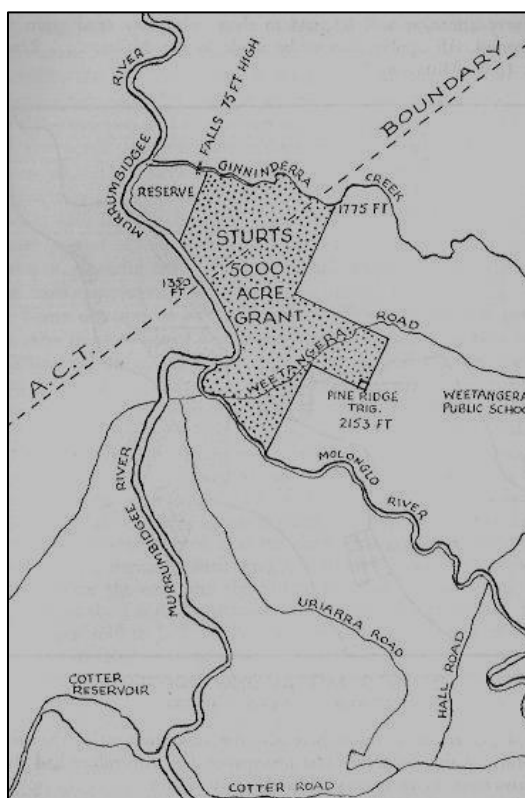 MURRUMBIDGEE RIVER
FALLS 75 FT HIGH
BOUNDARY
GINNINDERRA CREEK
RESERVE
1775 FT
STURTS
5000
ACRE
GRANT
1350
FT
A.C.T.
WEETANGERA ROAD
PINE RIDGE
TRIG.
2153 FT
WEETANGERA
PUBLIC SCHOO
MOLONGLO RIVER
MURRUMBIDGEE RIVER
URIARRA ROAD
HALL ROAD
COTTER
RESERVOIR
COTTER ROAD